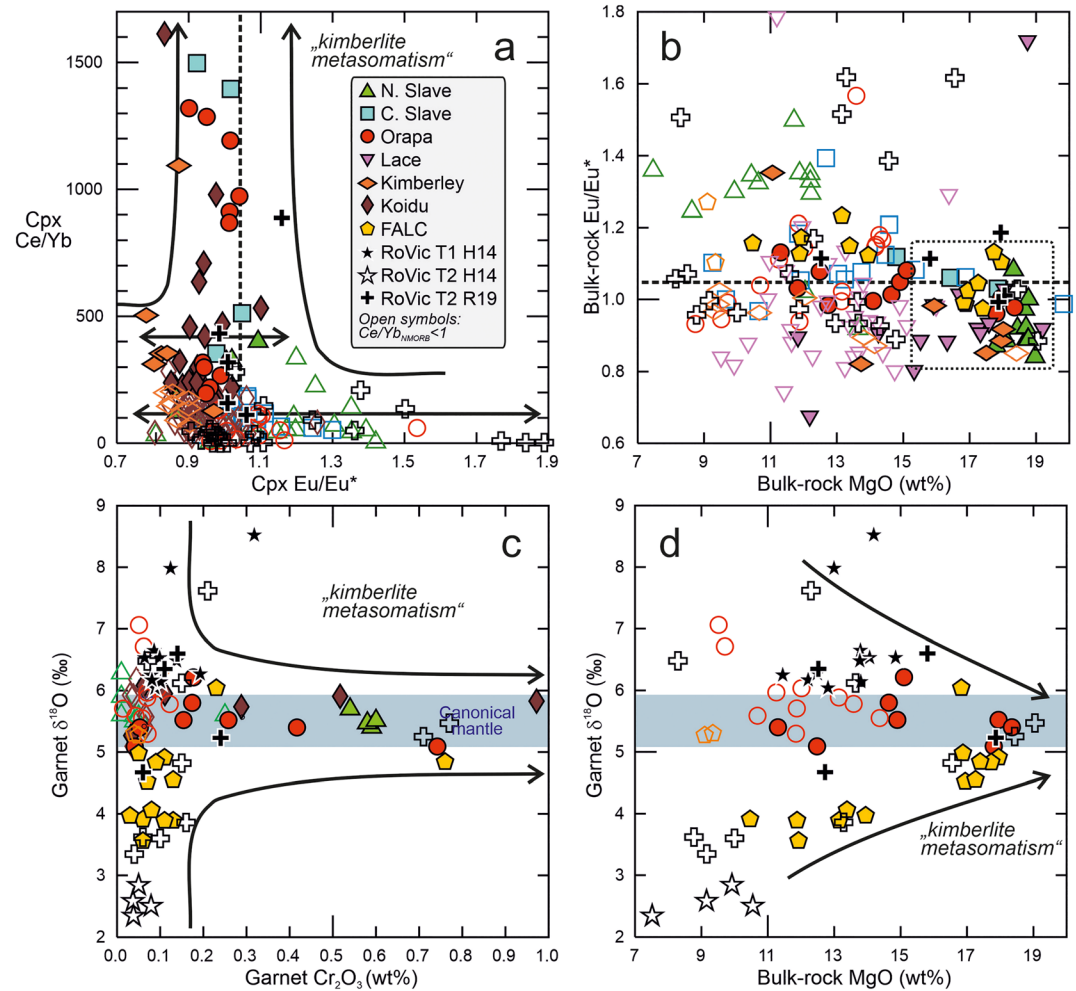 a
„kimberlite
metasomatism“
N. Slave
C. Slave
Orapa
Lace
Kimberley
Koidu
FALC
RoVic T1 H14
RoVic T2 H14
RoVic T2 R19
Open symbols:
Ce/Yb_NMORB<1
Cpx
Ce/Yb
1500
1000
500
0
0.7 0.9 1.1 1.3 1.5 1.7 1.9
Cpx Eu/Eu*
b
Bulk-rock Eu/Eu*
1.8
1.6
1.4
1.2
1.0
0.8
0.6
7 9 11 13 15 17 19
Bulk-rock MgO (wt%)
c
„kimberlite
metasomatism“
Canonical
mantle
Garnet δ¹⁸O (‰)
9
8
7
6
5
4
3
2
0.0 0.1 0.2 0.3 0.4 0.5 0.6 0.7 0.8 0.9 1.0
Garnet Cr₂O₃ (wt%)
d
„kimberlite
metasomatism“
Garnet δ¹⁸O (‰)
9
8
7
6
5
4
3
2
7 9 11 13 15 17 19
Bulk-rock MgO (wt%)